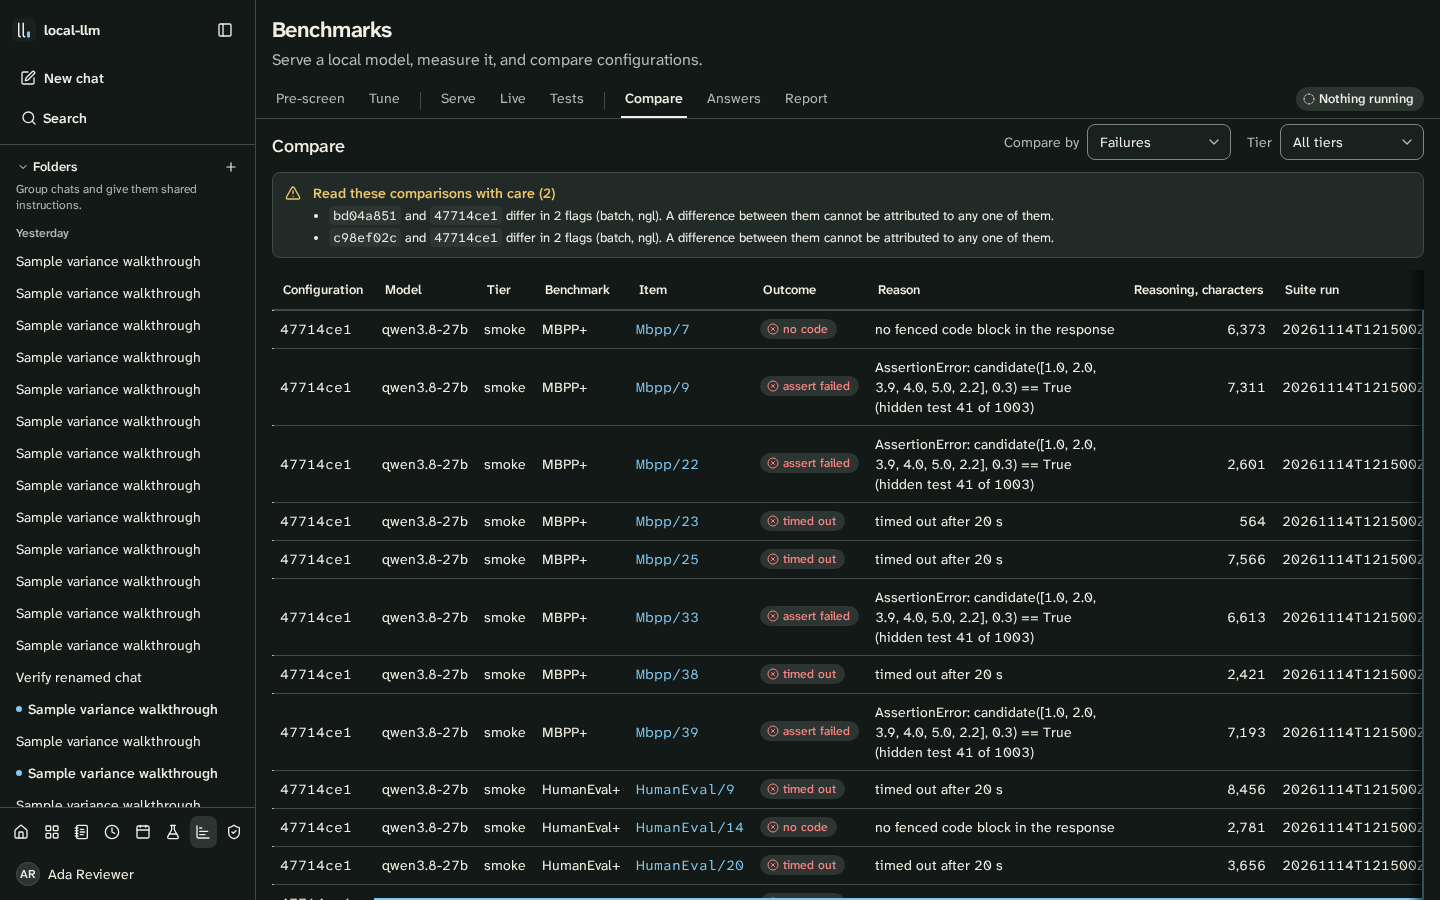 local-llm
New chat
Search
Folders
Group chats and give them shared
instructions.
Yesterday
Sample variance walkthrough
Sample variance walkthrough
Sample variance walkthrough
Sample variance walkthrough
Sample variance walkthrough
Sample variance walkthrough
Sample variance walkthrough
Sample variance walkthrough
Sample variance walkthrough
Sample variance walkthrough
Sample variance walkthrough
Sample variance walkthrough
Sample variance walkthrough
Verify renamed chat
Sample variance walkthrough
Sample variance walkthrough
Sample variance walkthrough
Sample variance walkthrough
AR Ada Reviewer
Benchmarks
Serve a local model, measure it, and compare configurations.
Pre-screen Tune Serve Live Tests Compare Answers Report Nothing running
Compare Compare by Failures Tier All tiers
Read these comparisons with care (2)
• bd04a851 and 47714ce1 differ in 2 flags (batch, ngl). A difference between them cannot be attributed to any one of them.
• c98ef02c and 47714ce1 differ in 2 flags (batch, ngl). A difference between them cannot be attributed to any one of them.
Configuration Model Tier Benchmark Item Outcome Reason Reasoning, characters Suite run
47714ce1 qwen3.8-27b smoke MBPP+ Mbpp/7 no code no fenced code block in the response 6,373 20261114T121500Z
47714ce1 qwen3.8-27b smoke MBPP+ Mbpp/9 assert failed AssertionError: candidate([1.0, 2.0,
3.9, 4.0, 5.0, 2.2], 0.3) == True
(hidden test 41 of 1003) 7,311 20261114T121500Z
47714ce1 qwen3.8-27b smoke MBPP+ Mbpp/22 assert failed AssertionError: candidate([1.0, 2.0,
3.9, 4.0, 5.0, 2.2], 0.3) == True
(hidden test 41 of 1003) 2,601 20261114T121500Z
47714ce1 qwen3.8-27b smoke MBPP+ Mbpp/23 timed out timed out after 20 s 564 20261114T121500Z
47714ce1 qwen3.8-27b smoke MBPP+ Mbpp/25 timed out timed out after 20 s 7,566 20261114T121500Z
47714ce1 qwen3.8-27b smoke MBPP+ Mbpp/33 assert failed AssertionError: candidate([1.0, 2.0,
3.9, 4.0, 5.0, 2.2], 0.3) == True
(hidden test 41 of 1003) 6,613 20261114T121500Z
47714ce1 qwen3.8-27b smoke MBPP+ Mbpp/38 timed out timed out after 20 s 2,421 20261114T121500Z
47714ce1 qwen3.8-27b smoke MBPP+ Mbpp/39 assert failed AssertionError: candidate([1.0, 2.0,
3.9, 4.0, 5.0, 2.2], 0.3) == True
(hidden test 41 of 1003) 7,193 20261114T121500Z
47714ce1 qwen3.8-27b smoke HumanEval+ HumanEval/9 timed out timed out after 20 s 8,456 20261114T121500Z
47714ce1 qwen3.8-27b smoke HumanEval+ HumanEval/14 no code no fenced code block in the response 2,781 20261114T121500Z
47714ce1 qwen3.8-27b smoke HumanEval+ HumanEval/20 timed out timed out after 20 s 3,656 20261114T121500Z